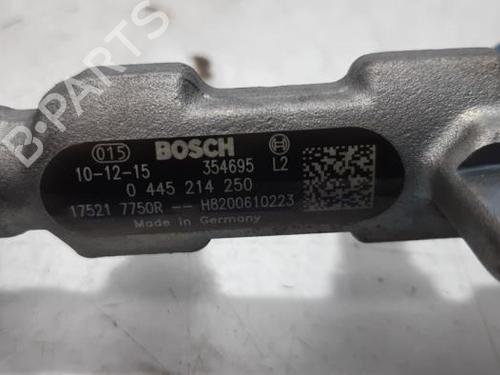 015 BOSCH
10-12-15 354695 L2
0 445 214 250
17521 7750R -- H8200610223
Made in Germany
B-PARTS